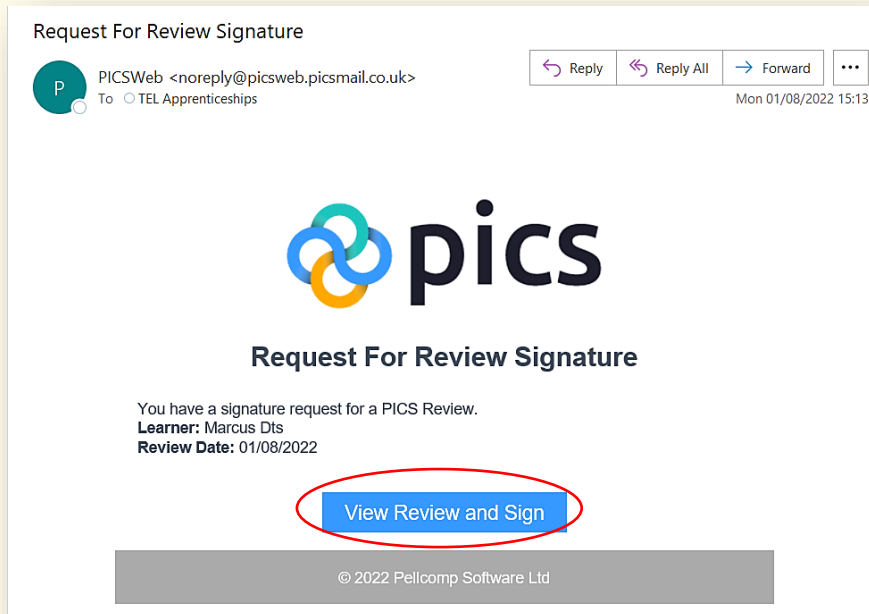 Request For Review Signature
P
PICSWeb <noreply@picsweb.picsmail.co.uk>
To TEL Apprenticeships
Reply
Reply All
Forward
Mon 01/08/2022 15:13
pics
Request For Review Signature
You have a signature request for a PICS Review.
Learner: Marcus Dts
Review Date: 01/08/2022
View Review and Sign
© 2022 Pellcomp Software Ltd